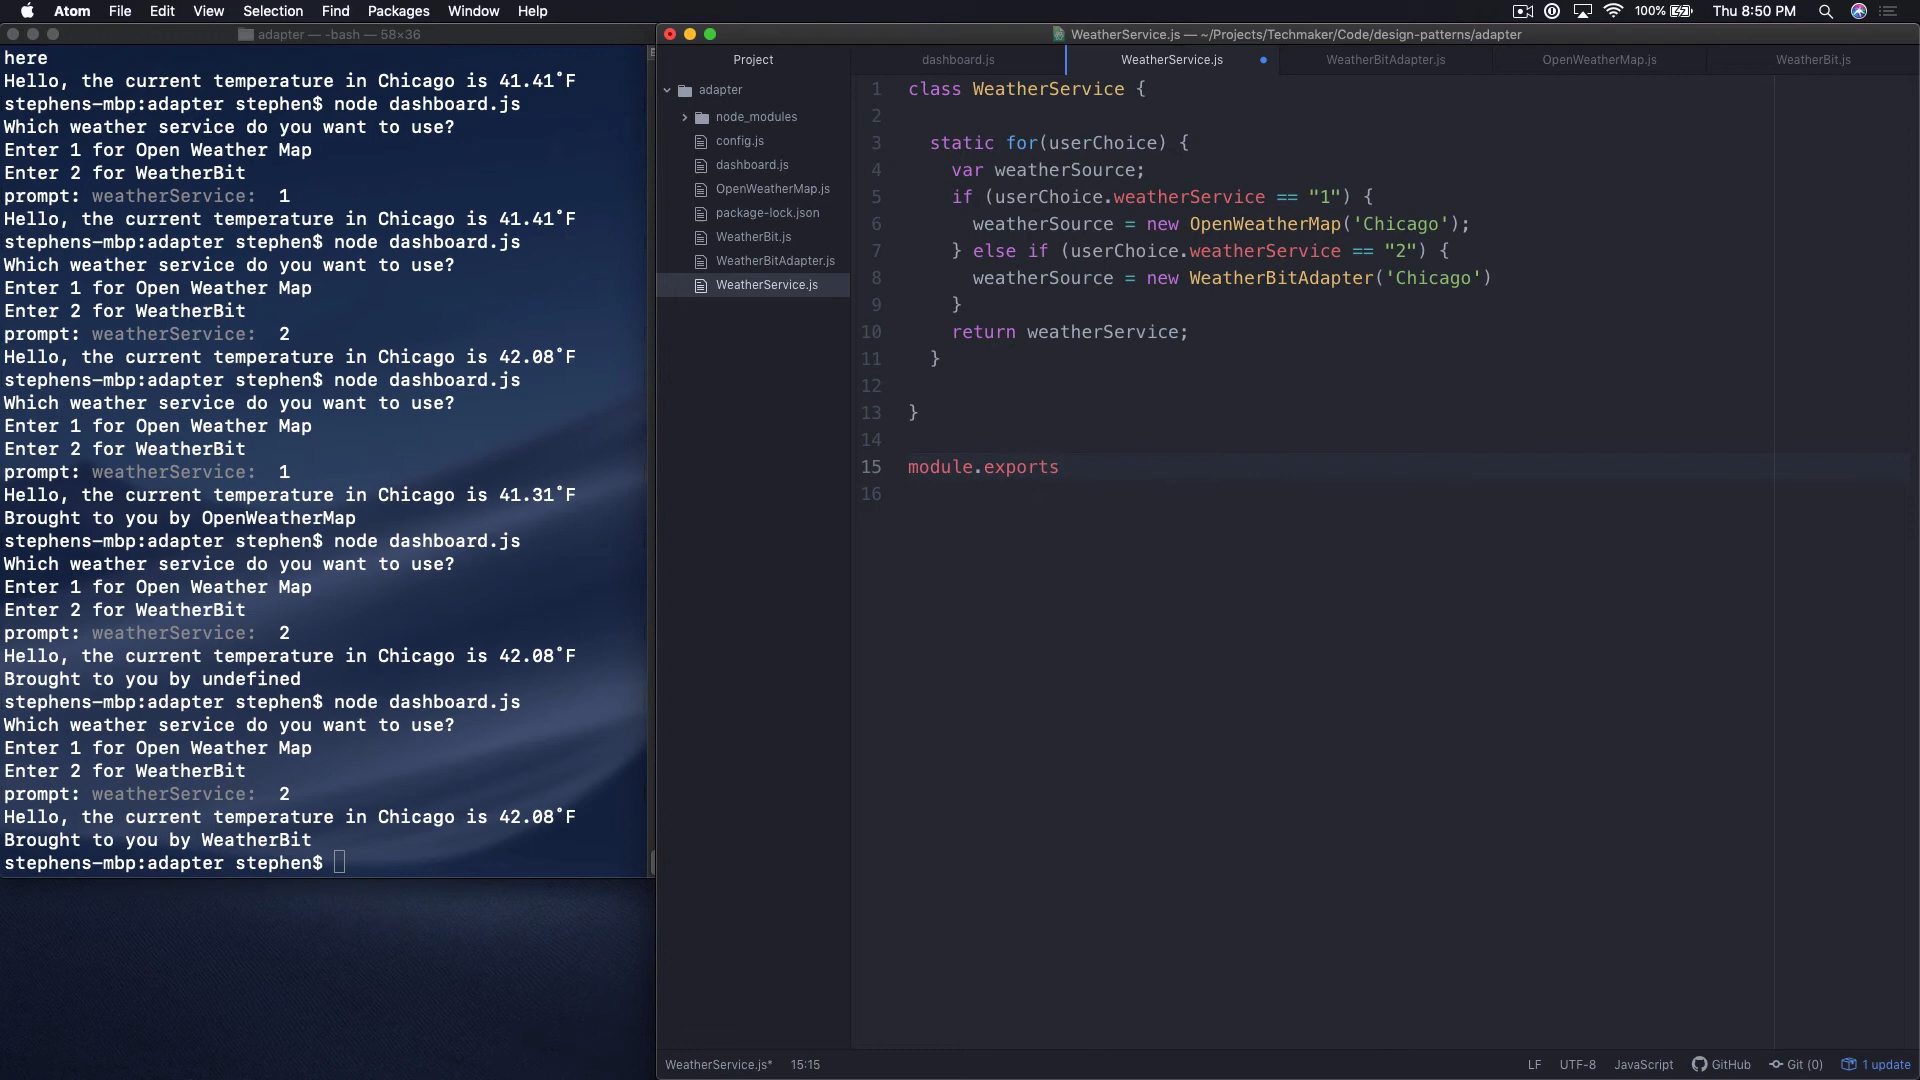 Atom File Edit View Selection Find Packages Window Help 100% Thu 8:50 PM
adapter — -bash — 58×36
here
Hello, the current temperature in Chicago is 41.41°F
stephens-mbp:adapter stephen$ node dashboard.js
Which weather service do you want to use?
Enter 1 for Open Weather Map
Enter 2 for WeatherBit
prompt: weatherService:  1
Hello, the current temperature in Chicago is 41.41°F
stephens-mbp:adapter stephen$ node dashboard.js
Which weather service do you want to use?
Enter 1 for Open Weather Map
Enter 2 for WeatherBit
prompt: weatherService:  2
Hello, the current temperature in Chicago is 42.08°F
stephens-mbp:adapter stephen$ node dashboard.js
Which weather service do you want to use?
Enter 1 for Open Weather Map
Enter 2 for WeatherBit
prompt: weatherService:  1
Hello, the current temperature in Chicago is 41.31°F
Brought to you by OpenWeatherMap
stephens-mbp:adapter stephen$ node dashboard.js
Which weather service do you want to use?
Enter 1 for Open Weather Map
Enter 2 for WeatherBit
prompt: weatherService:  2
Hello, the current temperature in Chicago is 42.08°F
Brought to you by undefined
stephens-mbp:adapter stephen$ node dashboard.js
Which weather service do you want to use?
Enter 1 for Open Weather Map
Enter 2 for WeatherBit
prompt: weatherService:  2
Hello, the current temperature in Chicago is 42.08°F
Brought to you by WeatherBit
stephens-mbp:adapter stephen$
WeatherService.js — ~/Projects/Techmaker/Code/design-patterns/adapter
Project
adapter
node_modules
config.js
dashboard.js
OpenWeatherMap.js
package-lock.json
WeatherBit.js
WeatherBitAdapter.js
WeatherService.js
dashboard.js WeatherService.js WeatherBitAdapter.js OpenWeatherMap.js WeatherBit.js
1 class WeatherService {
2
3   static for(userChoice) {
4     var weatherSource;
5     if (userChoice.weatherService == "1") {
6       weatherSource = new OpenWeatherMap('Chicago');
7     } else if (userChoice.weatherService == "2") {
8       weatherSource = new WeatherBitAdapter('Chicago')
9     }
10     return weatherService;
11   }
12
13 }
14
15 module.exports
16
WeatherService.js* 15:15 LF UTF-8 JavaScript GitHub Git (0) 1 update